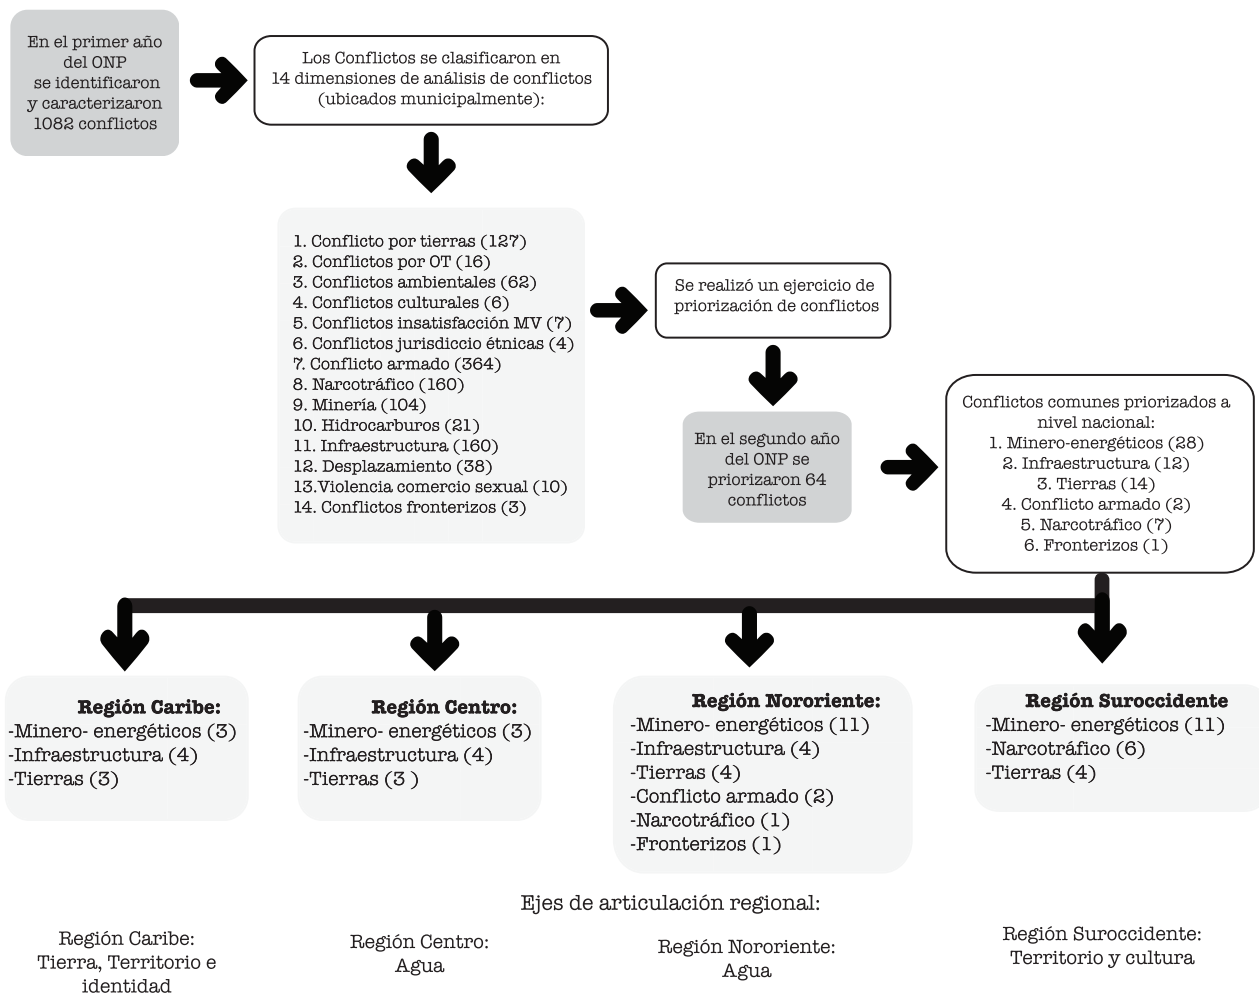 En el primer año
del ONP
se identificaron
y caracterizaron
1082 conflictos
Los Conflictos se clasificaron en
14 dimensiones de análisis de conflictos
(ubicados municipalmente):
1. Conflicto por tierras (127)
2. Conflictos por OT (16)
3. Conflictos ambientales (62)
4. Conflictos culturales (6)
5. Conflictos insatisfacción MV (7)
6. Conflictos jurisdiccio étnicas (4)
7. Conflicto armado (364)
8. Narcotráfico (160)
9. Minería (104)
10. Hidrocarburos (21)
11. Infraestructura (160)
12. Desplazamiento (38)
13.Violencia comercio sexual (10)
14. Conflictos fronterizos (3)
Se realizó un ejercicio de
priorización de conflictos
En el segundo año
del ONP se
priorizaron 64
conflictos
Conflictos comunes priorizados a
nivel nacional:
1. Minero-energéticos (28)
2. Infraestructura (12)
3. Tierras (14)
4. Conflicto armado (2)
5. Narcotráfico (7)
6. Fronterizos (1)
Región Caribe:
-Minero- energéticos (3)
-Infraestructura (4)
-Tierras (3)
Región Centro:
-Minero- energéticos (3)
-Infraestructura (4)
-Tierras (3 )
Región Nororiente:
-Minero- energéticos (11)
-Infraestructura (4)
-Tierras (4)
-Conflicto armado (2)
-Narcotráfico (1)
-Fronterizos (1)
Región Suroccidente
-Minero- energéticos (11)
-Narcotráfico (6)
-Tierras (4)
Ejes de articulación regional:
Región Caribe:
Tierra, Territorio e
identidad
Región Centro:
Agua
Región Nororiente:
Agua
Región Suroccidente:
Territorio y cultura